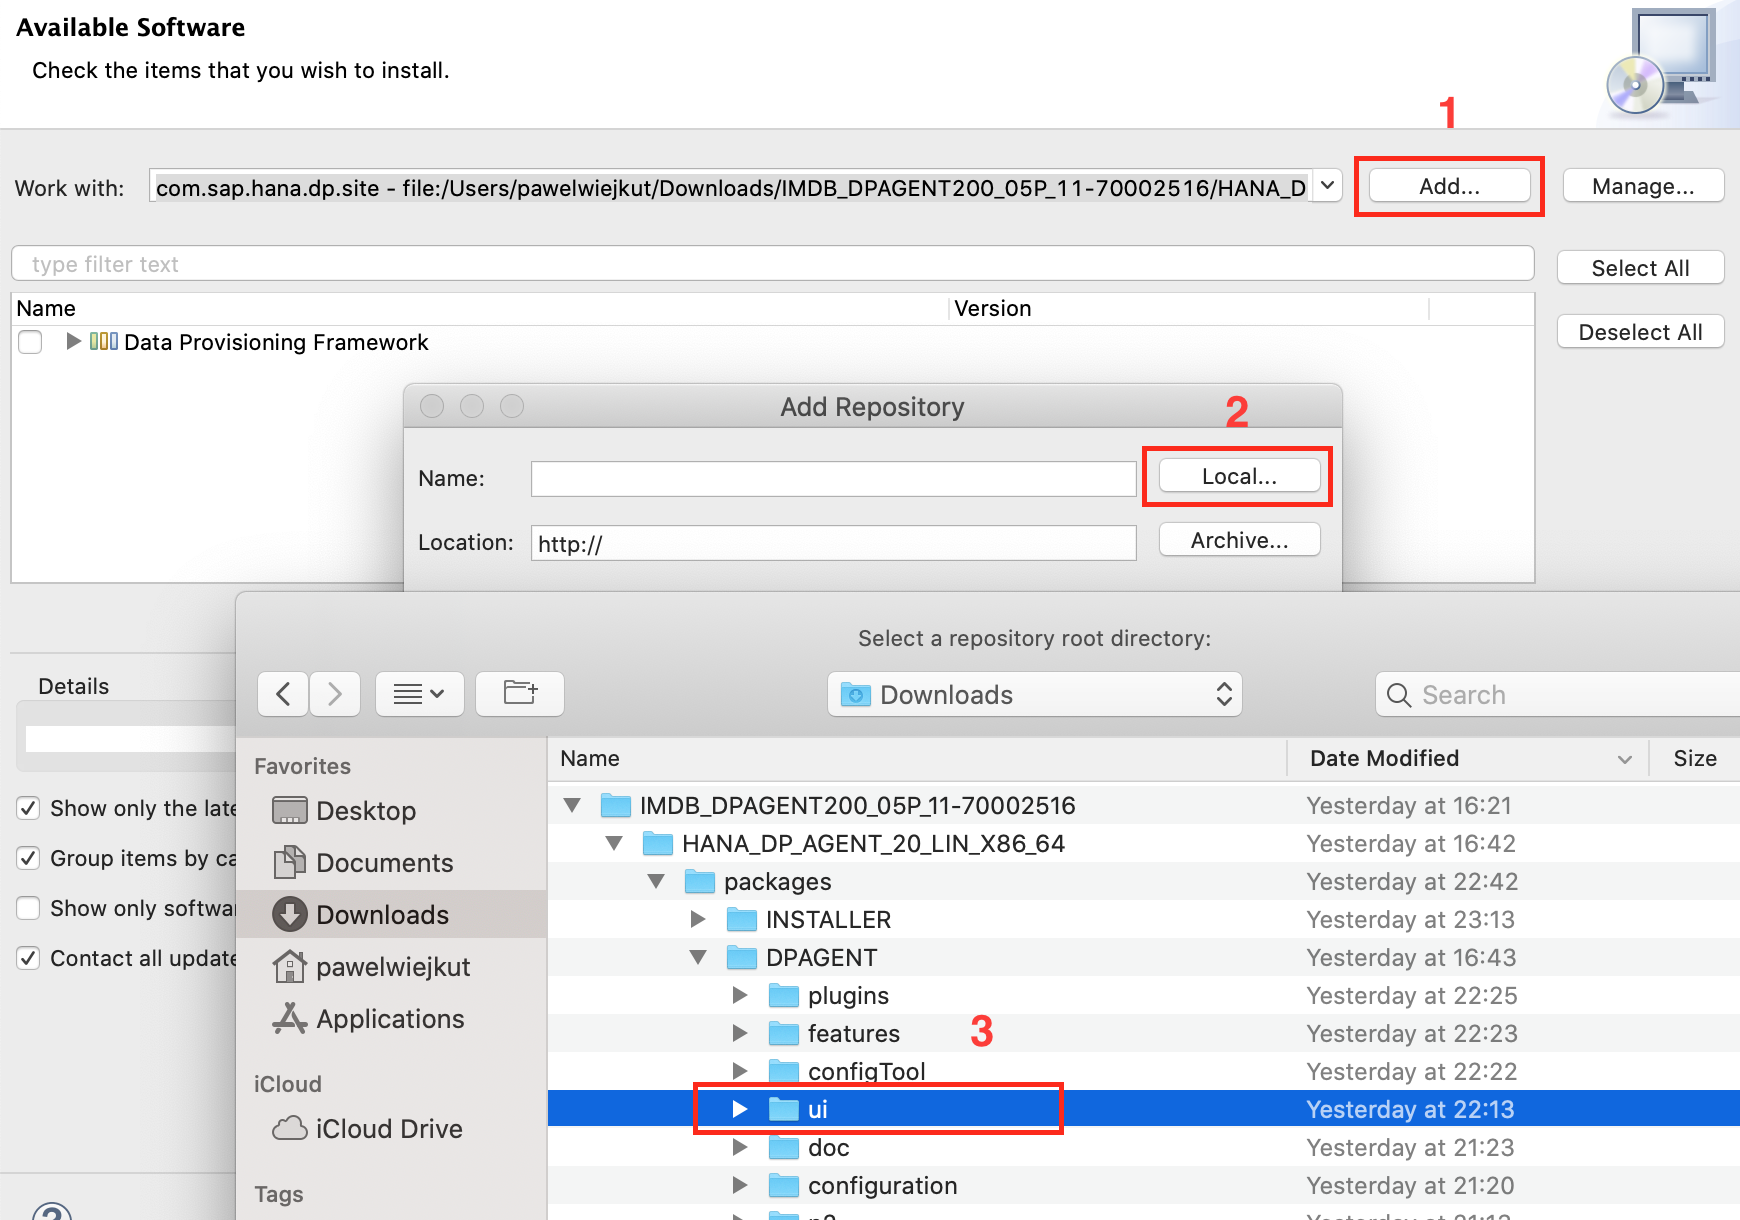 Available Software
Check the items that you wish to install.
1
Work with: com.sap.hana.dp.site - file:/Users/pawelwiejkut/Downloads/IMDB_DPAGENT200_05P_11-70002516/HANA_D Add... Manage...
type filter text
Select All
Name Version
Deselect All
Data Provisioning Framework
Add Repository
2
Name: Local...
Location: http:// Archive...
Select a repository root directory:
Details
Downloads Search
Favorites
Name Date Modified Size
Desktop
Documents
Downloads
pawelwiejkut
Applications
iCloud
iCloud Drive
Tags
Show only the late
Group items by ca
Show only softwar
Contact all update
IMDB_DPAGENT200_05P_11-70002516 Yesterday at 16:21
HANA_DP_AGENT_20_LIN_X86_64 Yesterday at 16:42
packages Yesterday at 22:42
INSTALLER Yesterday at 23:13
DPAGENT Yesterday at 16:43
plugins Yesterday at 22:25
features Yesterday at 22:23
3
configTool Yesterday at 22:22
ui Yesterday at 22:13
doc Yesterday at 21:23
configuration Yesterday at 21:20
?